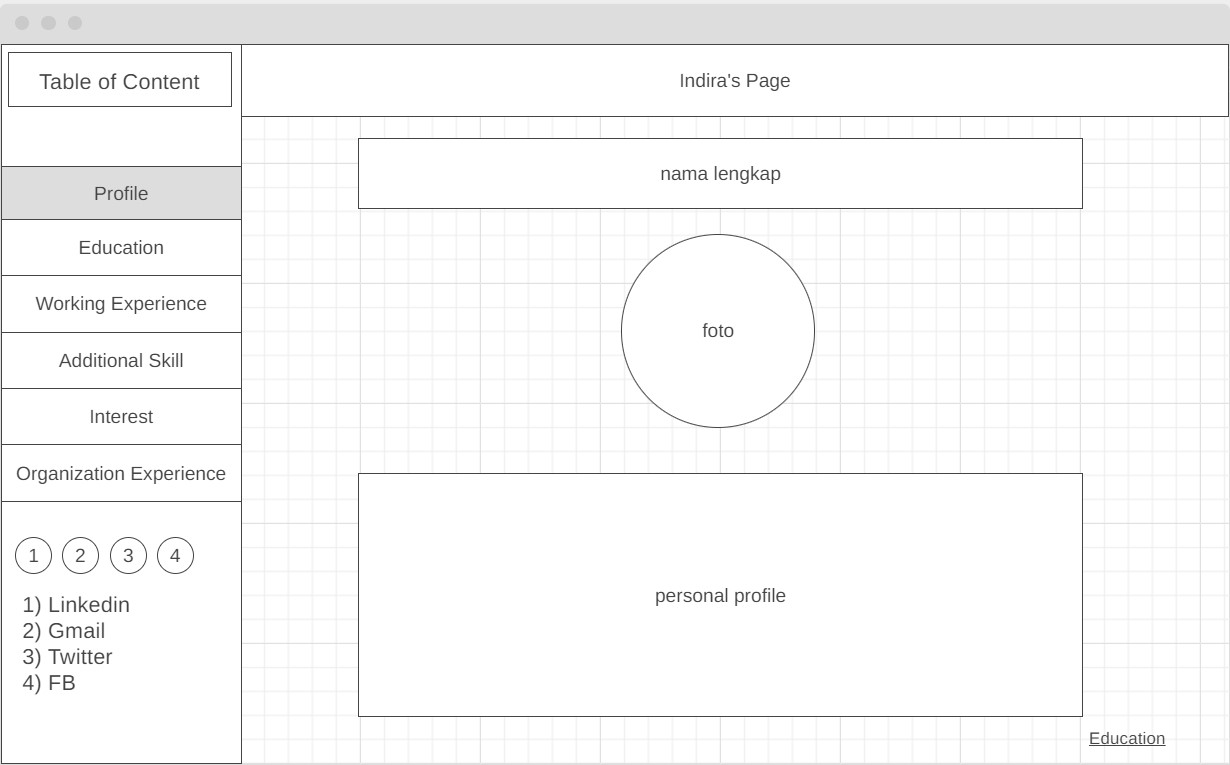 Table of Content
Indira's Page
Profile
Education
Working Experience
Additional Skill
Interest
Organization Experience
1 2 3 4
1) Linkedin
2) Gmail
3) Twitter
4) FB
nama lengkap
foto
personal profile
Education